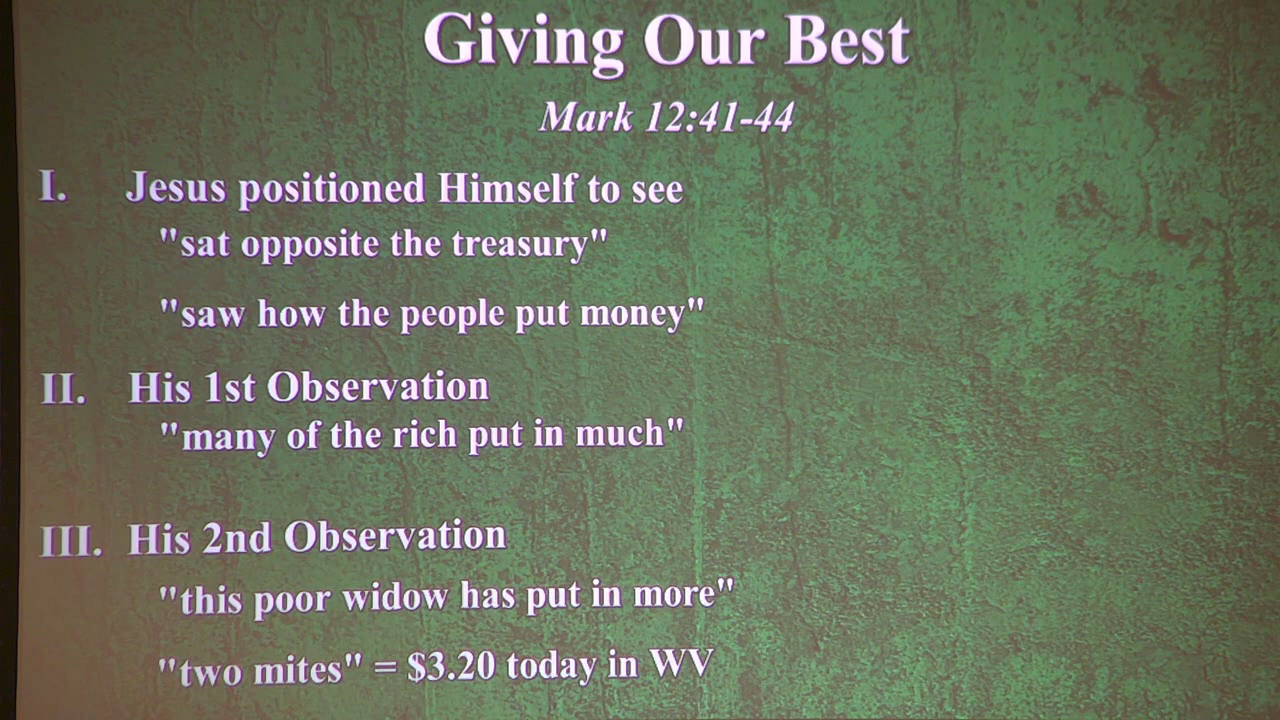 Giving Our Best
Mark 12:41-44
I. Jesus positioned Himself to see
"sat opposite the treasury"
"saw how the people put money"
II. His 1st Observation
"many of the rich put in much"
III. His 2nd Observation
"this poor widow has put in more"
"two mites" = $3.20 today in WV